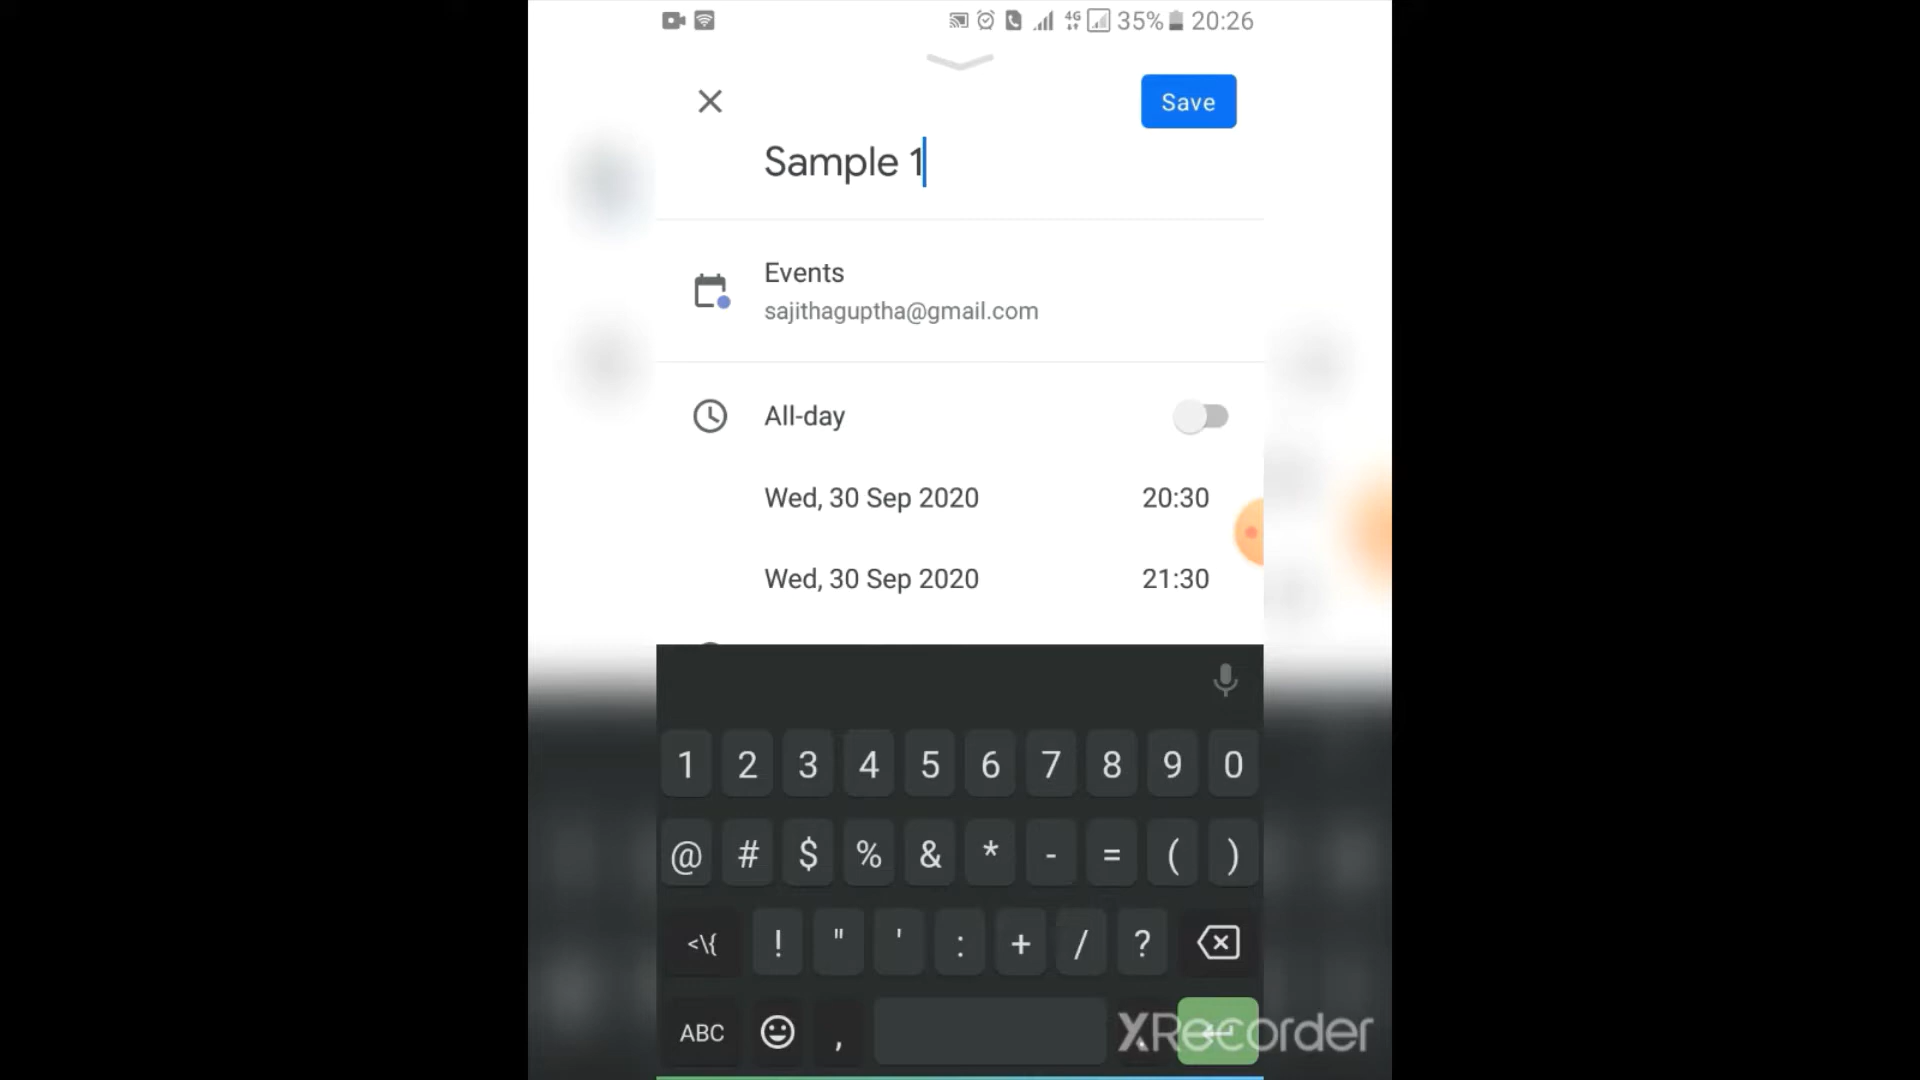 4G 35% 20:26
Save
Sample 1
Events
sajithaguptha@gmail.com
All-day
Wed, 30 Sep 2020 20:30
Wed, 30 Sep 2020 21:30
1 2 3 4 5 6 7 8 9 0
@ # $ % & * - = ( )
<\{ ! " ' : + / ?
ABC , .
XRecorder